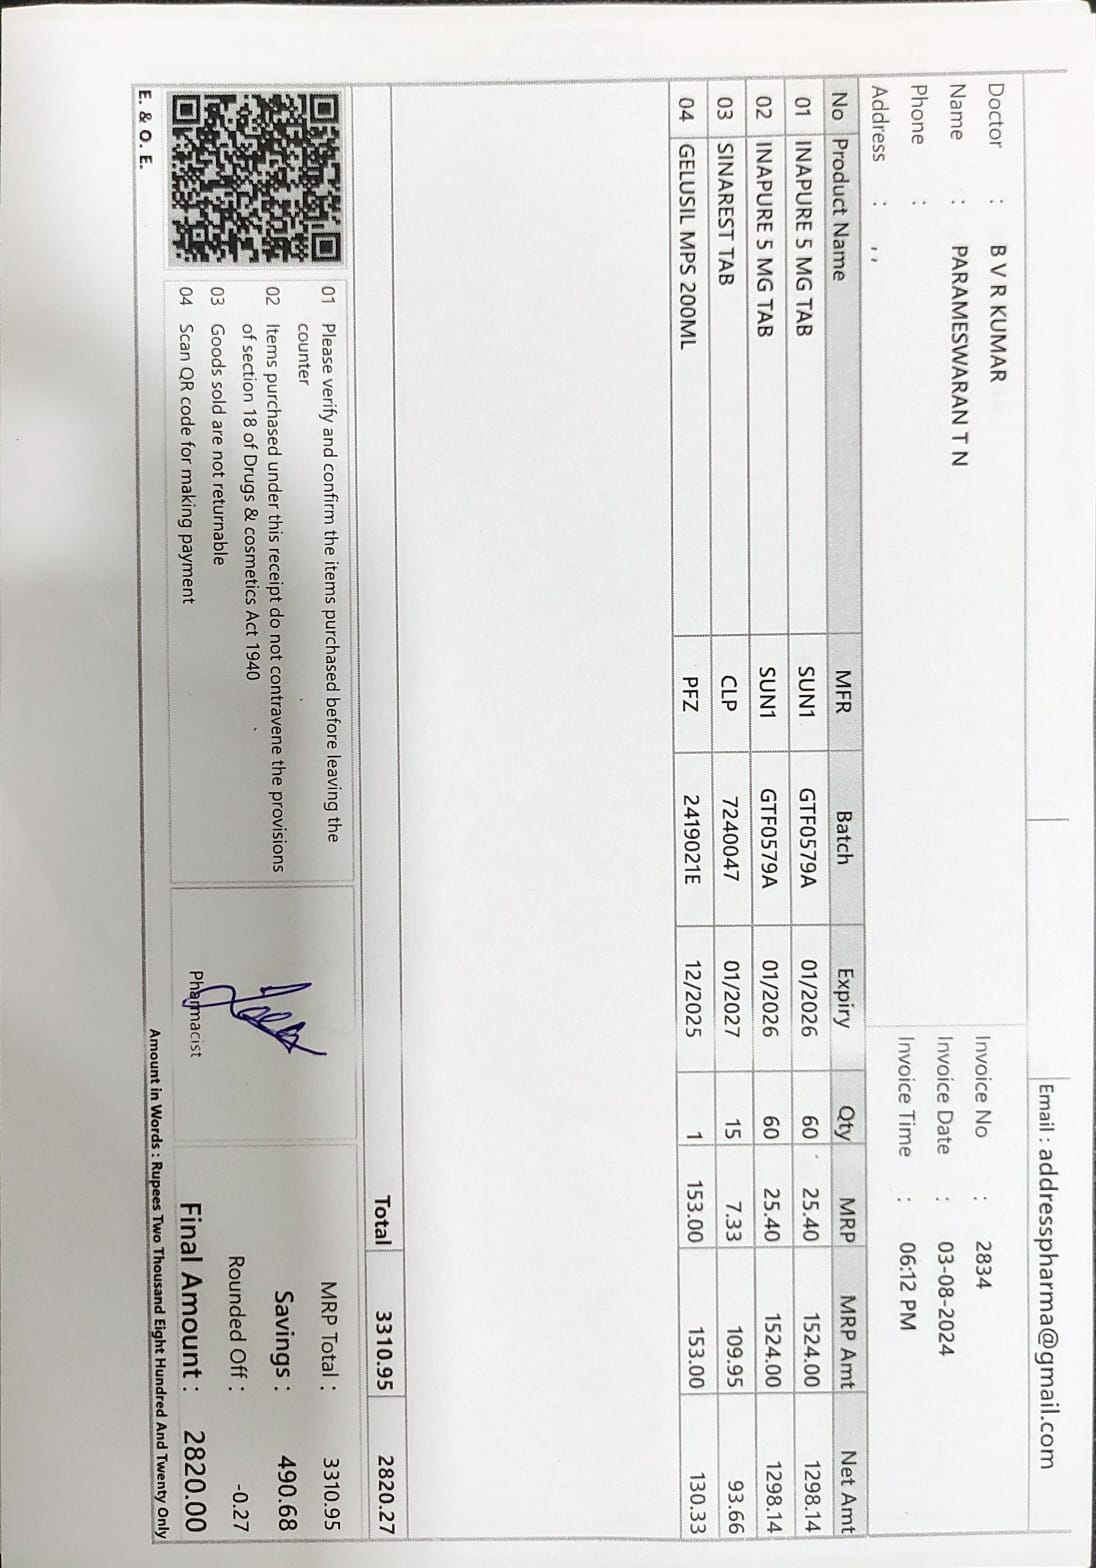 Email : addresspharma@gmail.com
Doctor : B V R KUMAR
Name : PARAMESWARAN T N
Phone :
Address : , ,
Invoice No : 2834
Invoice Date : 03-08-2024
Invoice Time : 06:12 PM
No Product Name MFR Batch Expiry Qty MRP MRP Amt Net Amt
01 INAPURE 5 MG TAB SUN1 GTF0579A 01/2026 60 25.40 1524.00 1298.14
02 INAPURE 5 MG TAB SUN1 GTF0579A 01/2026 60 25.40 1524.00 1298.14
03 SINAREST TAB CLP 7240047 01/2027 15 7.33 109.95 93.66
04 GELUSIL MPS 200ML PFZ 2419021E 12/2025 1 153.00 153.00 130.33
Total 3310.95 2820.27
01 Please verify and confirm the items purchased before leaving the
counter
02 Items purchased under this receipt do not contravene the provisions
of section 18 of Drugs & cosmetics Act 1940
03 Goods sold are not returnable
04 Scan QR code for making payment
Pharmacist
MRP Total : 3310.95
Savings : 490.68
Rounded Off : -0.27
Final Amount : 2820.00
E. & O. E.
Amount in Words : Rupees Two Thousand Eight Hundred And Twenty Only